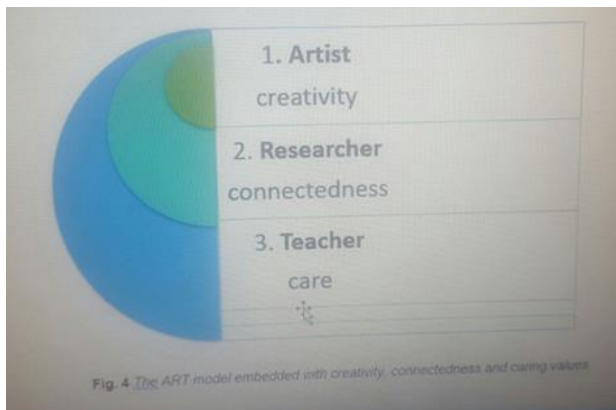 1. Artist
creativity
2. Researcher
connectedness
3. Teacher
care
Fig. 4 The ART model embedded with creativity, connectedness and caring values